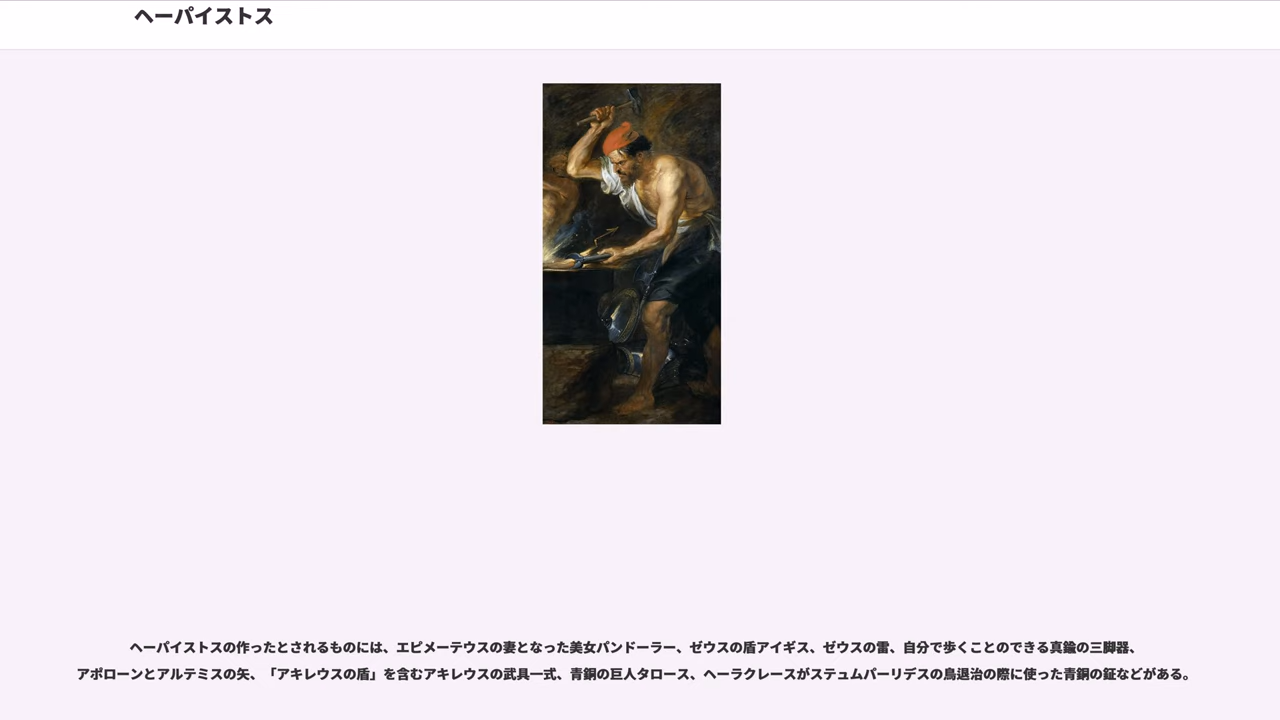 ヘーパイストス
ヘーパイストスの作ったとされるものには、エピメーテウスの妻となった美女パンドーラー、ゼウスの盾アイギス、ゼウスの雷、自分で歩くことのできる真鍮の三脚器、
アポローンとアルテミスの矢、「アキレウスの盾」を含むアキレウスの武具一式、青銅の巨人タロース、ヘーラクレースがステュムパーリデスの鳥退治の際に使った青銅の鉦などがある。